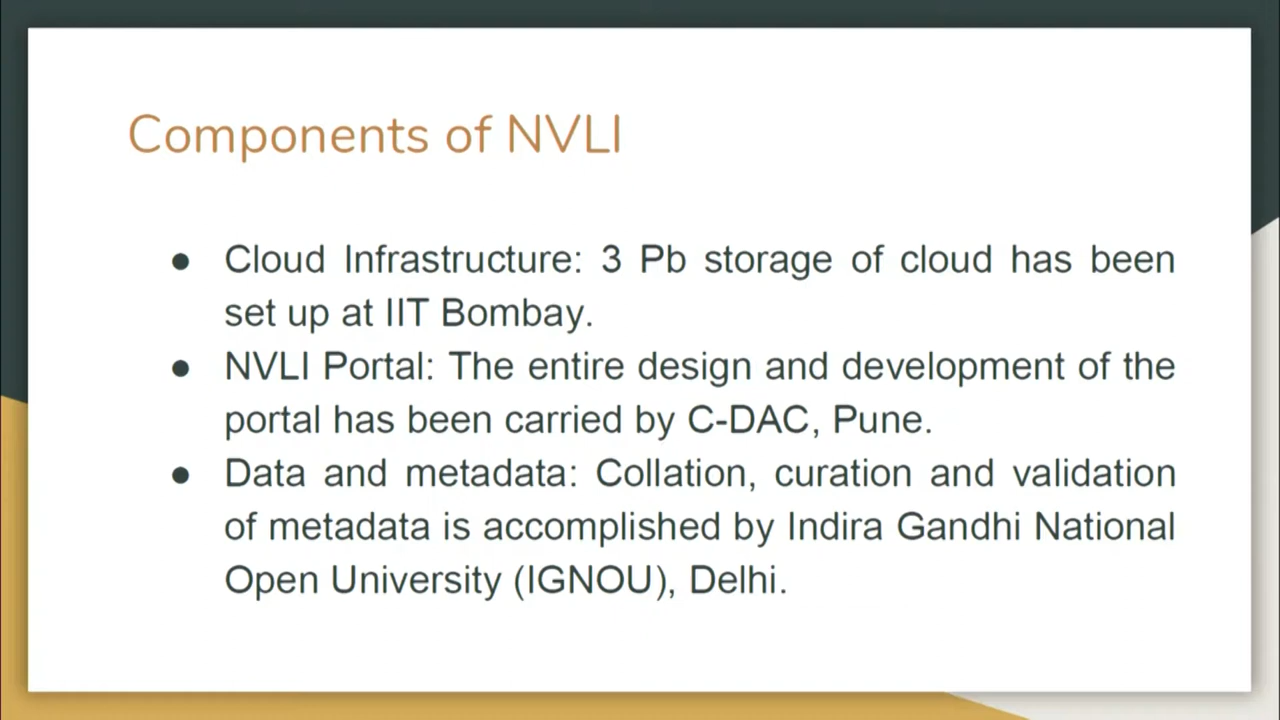 Components of NVLI
● Cloud Infrastructure: 3 Pb storage of cloud has been
set up at IIT Bombay.
● NVLI Portal: The entire design and development of the
portal has been carried by C-DAC, Pune.
● Data and metadata: Collation, curation and validation
of metadata is accomplished by Indira Gandhi National
Open University (IGNOU), Delhi.